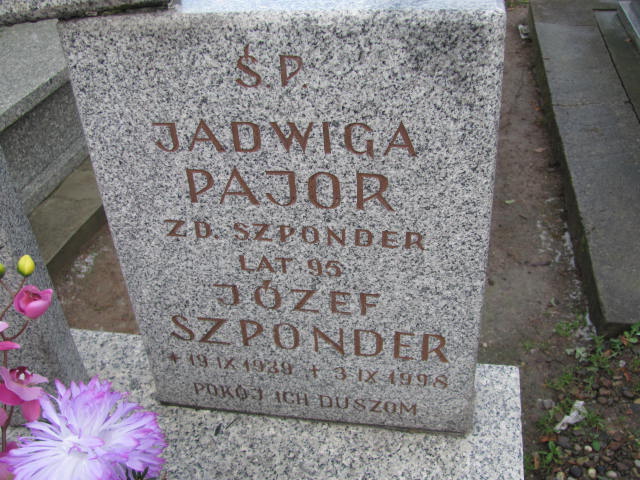 ŚP
JADWIGA
PAJOR
ZD. SZPONDER
LAT 95
JÓZEF
SZPONDER
* 19 IX 1939 + 3 IX 1998
POKÓJ ICH DUSZOM